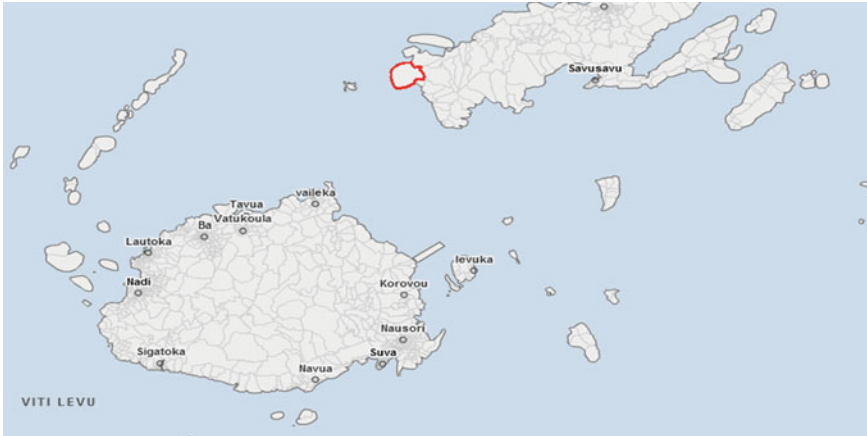 Savusavu
vaileka
Tavua
Vatukoula
Ba
Lautoka
levuka
Nadi
Korovou
Nausori
Sigatoka
Suva
Navua
VITI LEVU